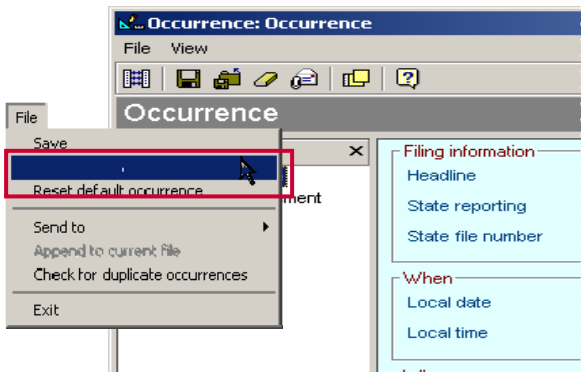 Occurrence: Occurrence
File View
Occurrence
File
Save
Reset default occurrence
Send to
Append to current file
Check for duplicate occurrences
Exit
Filing information
Headline
State reporting
State file number
When
Local date
Local time